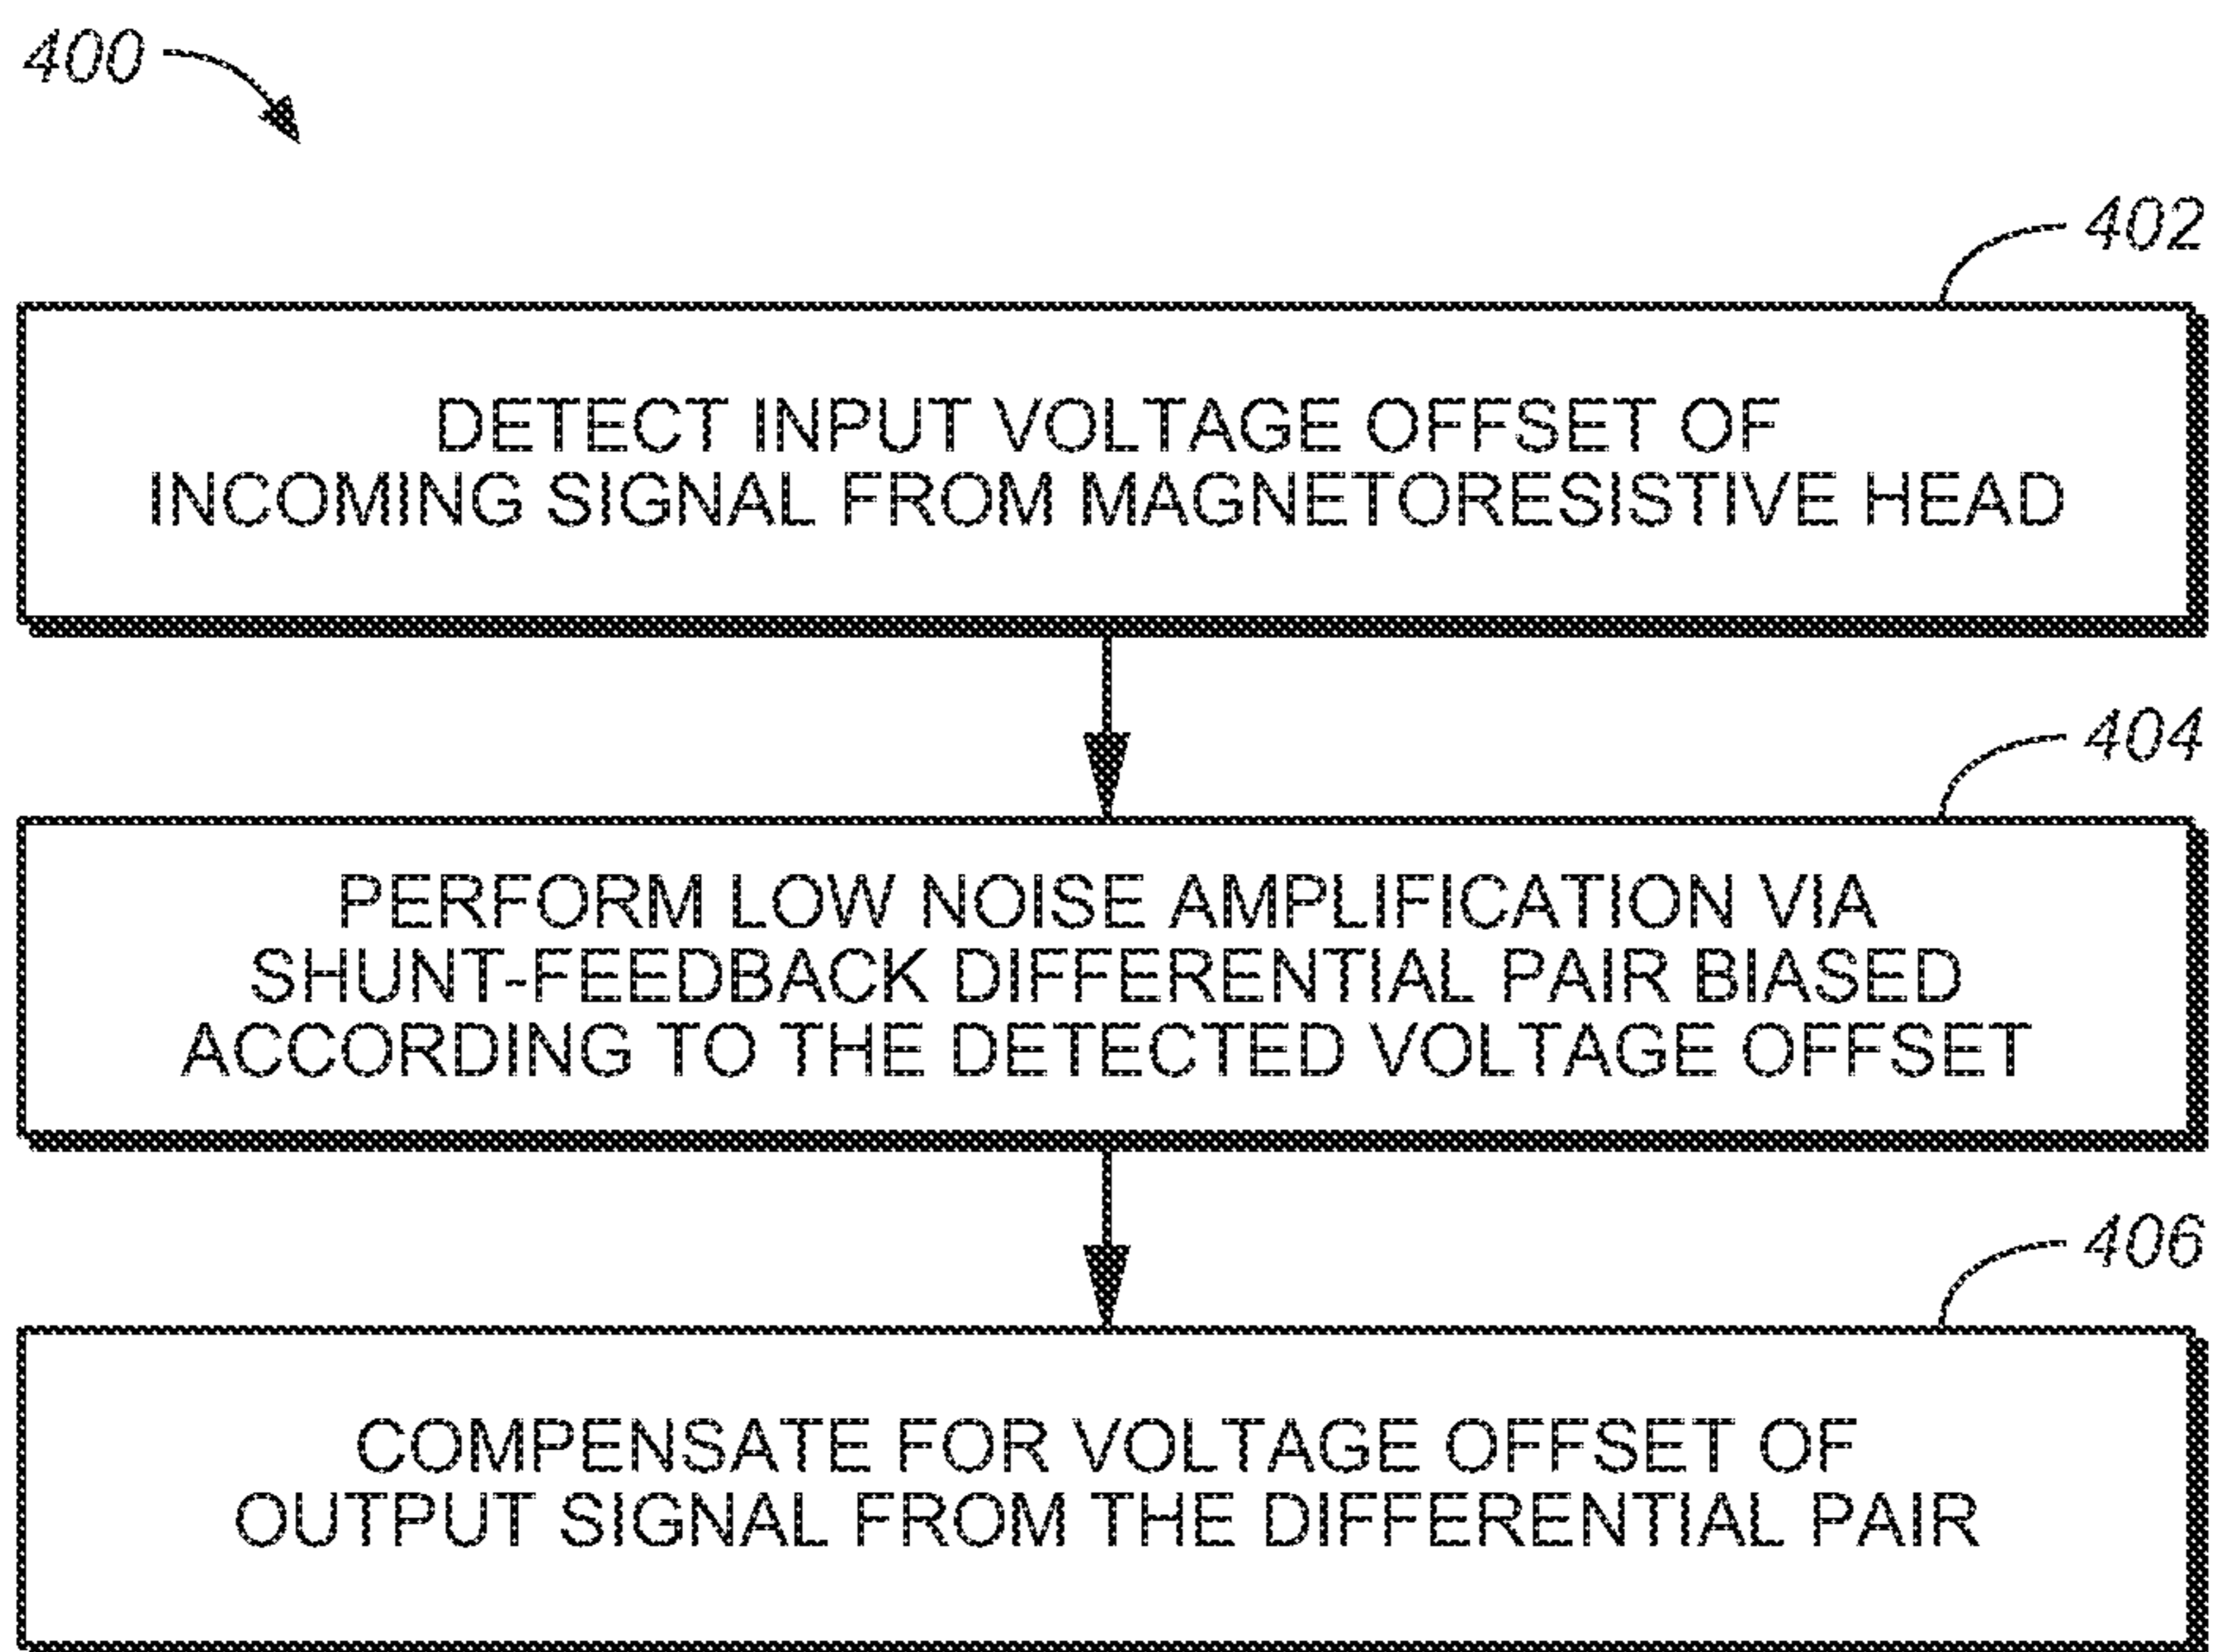 400
402
DETECT INPUT VOLTAGE OFFSET OF
INCOMING SIGNAL FROM MAGNETORESISTIVE HEAD
404
PERFORM LOW NOISE AMPLIFICATION VIA
SHUNT-FEEDBACK DIFFERENTIAL PAIR BIASED
ACCORDING TO THE DETECTED VOLTAGE OFFSET
406
COMPENSATE FOR VOLTAGE OFFSET OF
OUTPUT SIGNAL FROM THE DIFFERENTIAL PAIR